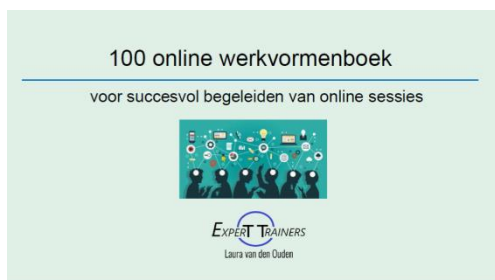 100 online werkvormenboek
voor succesvol begeleiden van online sessies
EXPERT TRAINERS
Laura van den Ouden